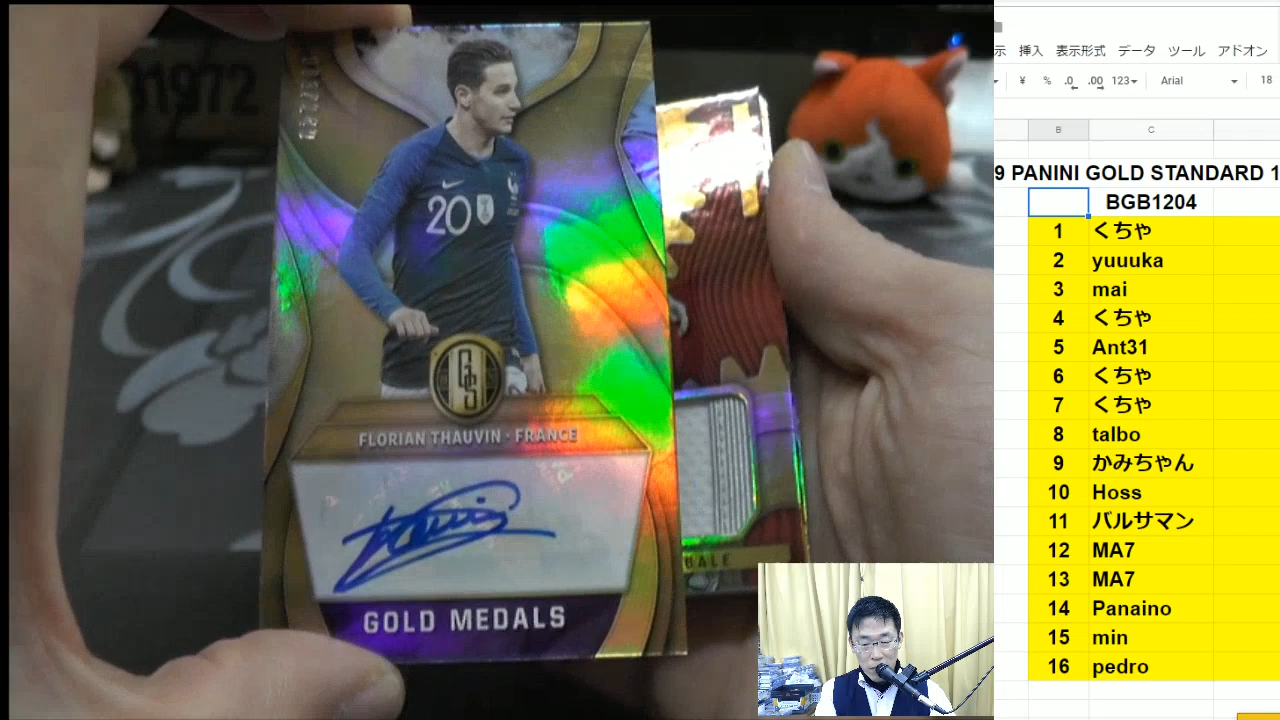 11972
20
FLORIAN THAUVIN · FRANCE
GOLD MEDALS
BALE
示 挿入 表示形式 データ ツール アドオン
¥ % .0 .00 123 Arial 18
B C
9 PANINI GOLD STANDARD 1
BGB1204
1 くちゃ
2 yuuuka
3 mai
4 くちゃ
5 Ant31
6 くちゃ
7 くちゃ
8 talbo
9 かみちゃん
10 Hoss
11 バルサマン
12 MA7
13 MA7
14 Panaino
15 min
16 pedro